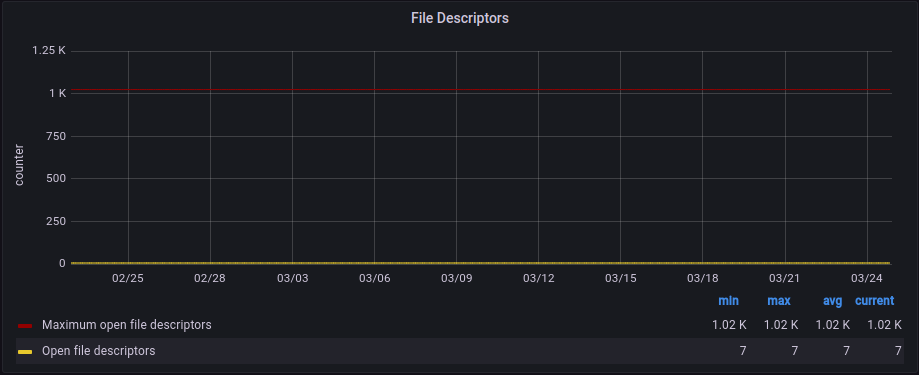 File Descriptors
1.25 K
1 K
750
500
250
0
counter
02/25 02/28 03/03 03/06 03/09 03/12 03/15 03/18 03/21 03/24
min max avg current
Maximum open file descriptors 1.02 K 1.02 K 1.02 K 1.02 K
Open file descriptors 7 7 7 7